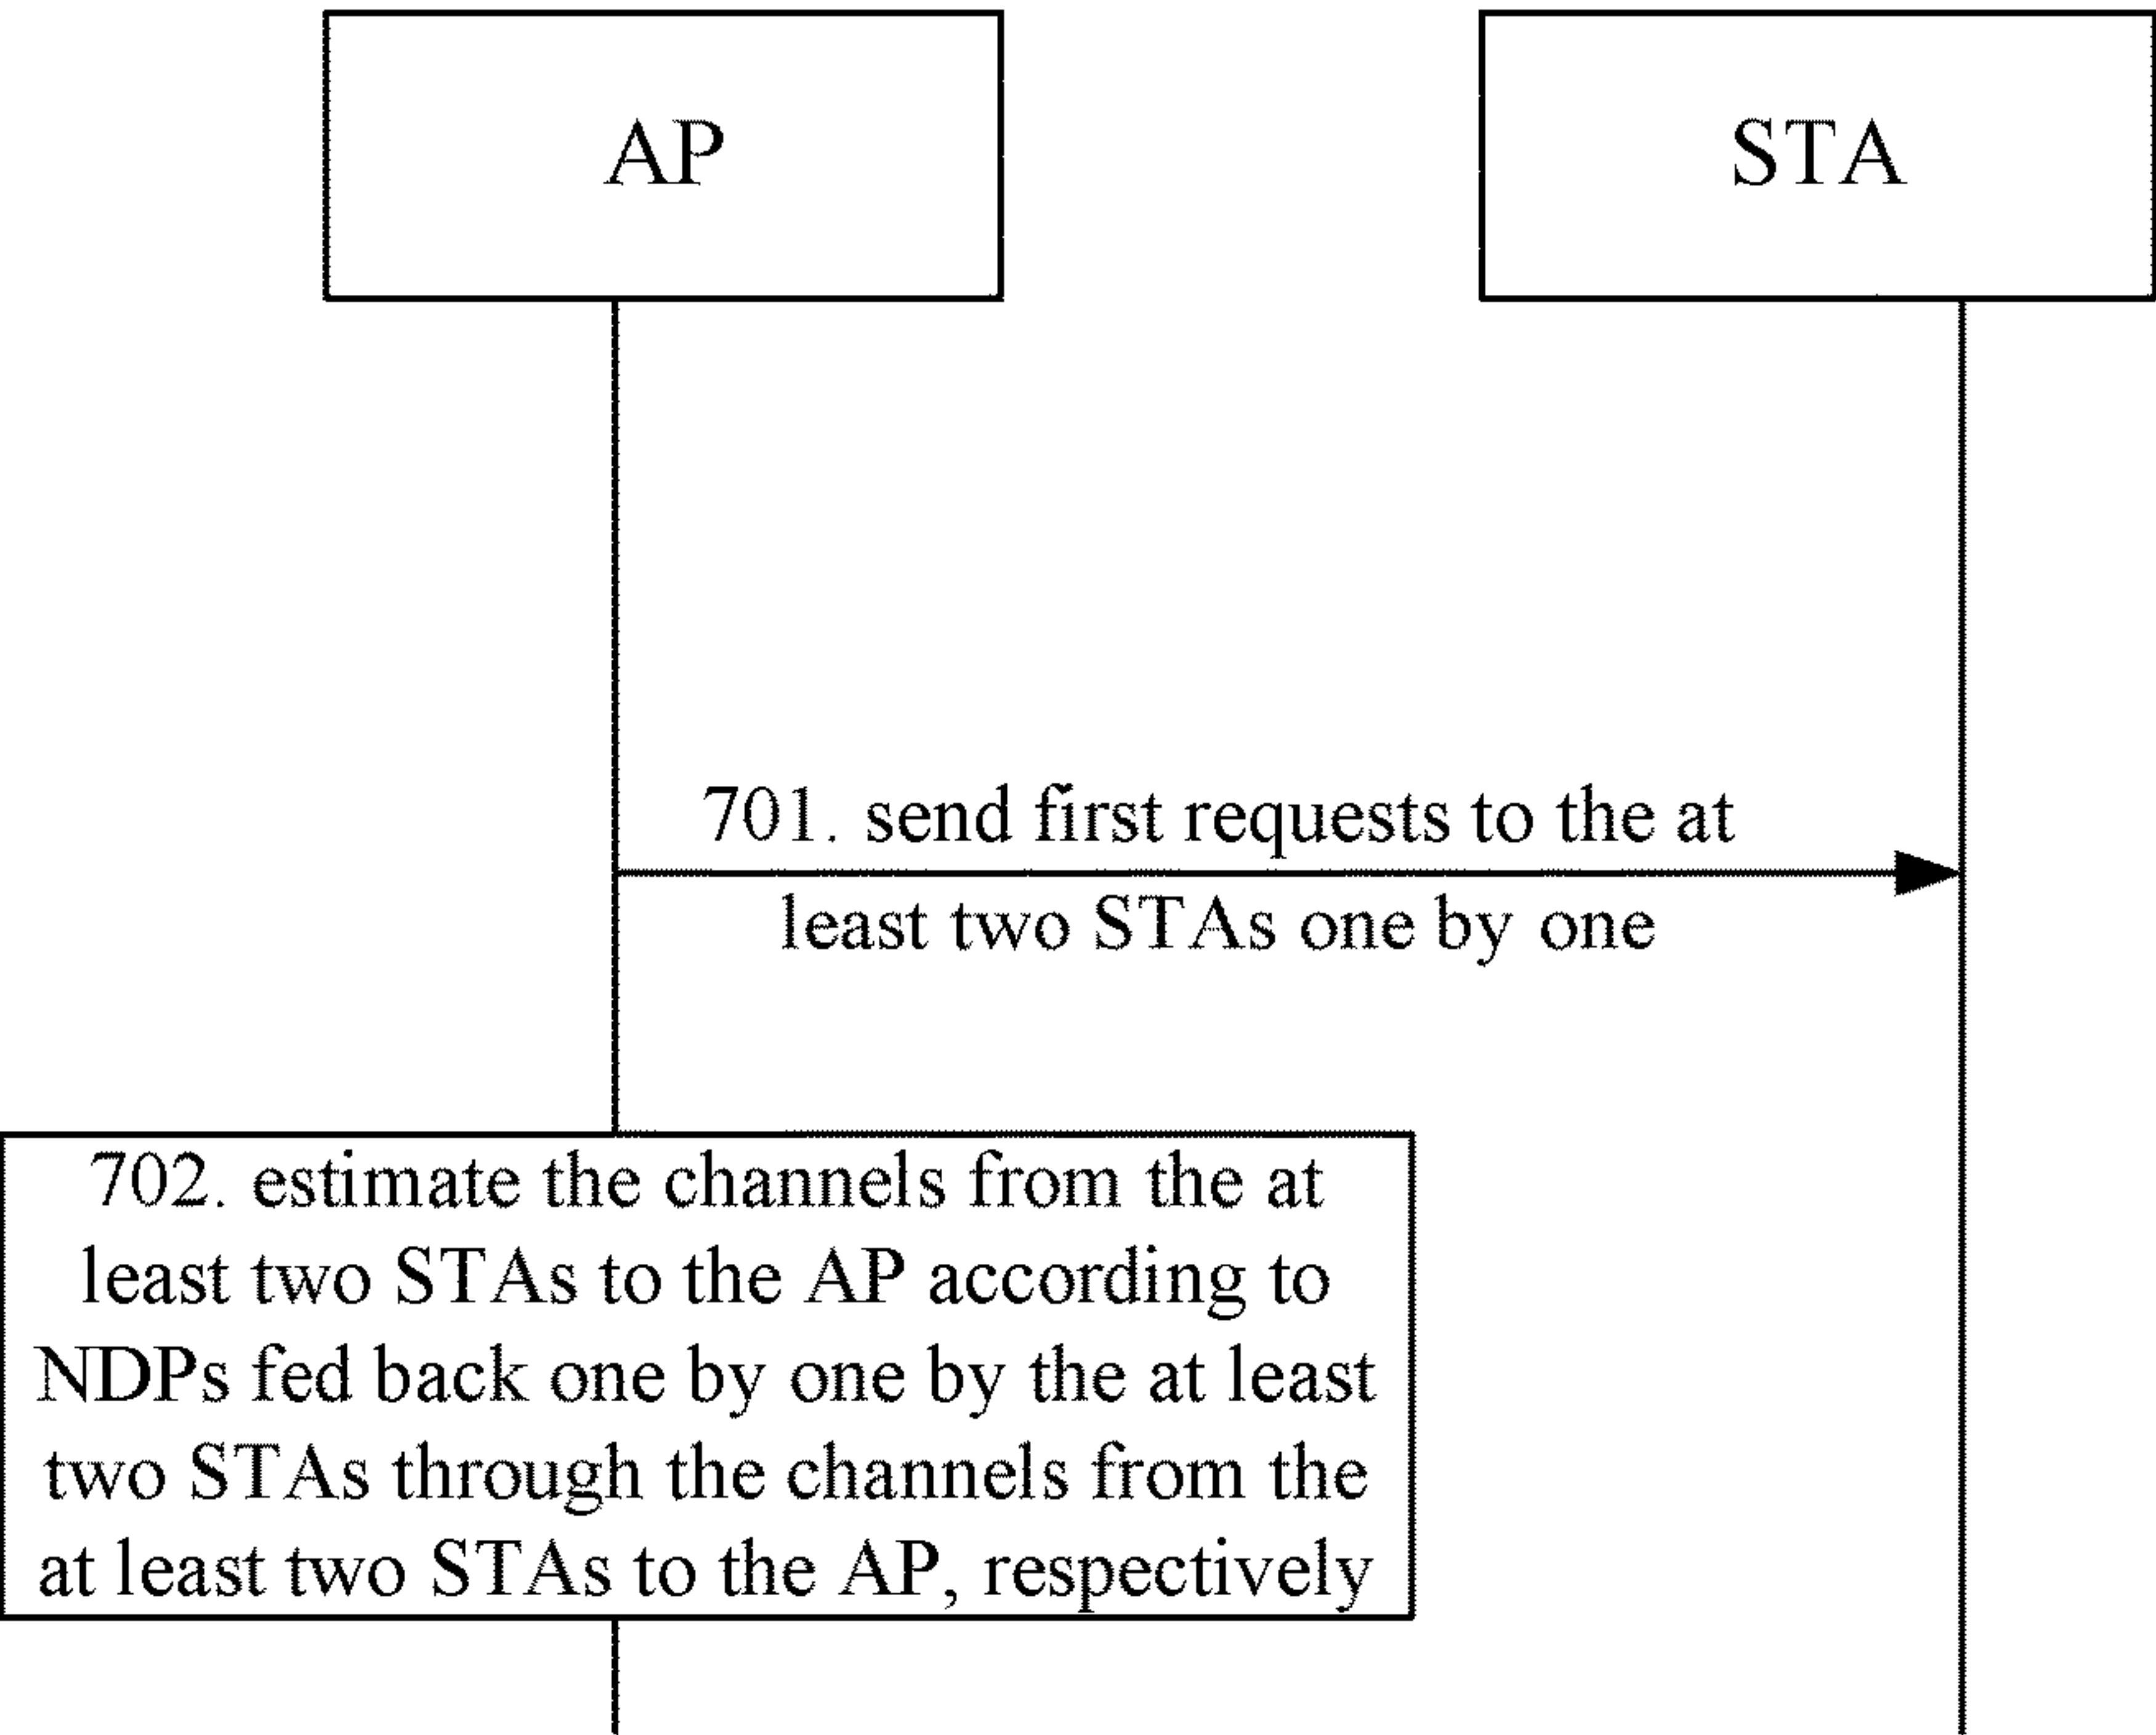 AP
STA
701. send first requests to the at
least two STAs one by one
702. estimate the channels from the at
least two STAs to the AP according to
NDPs fed back one by one by the at least
two STAs through the channels from the
at least two STAs to the AP, respectively